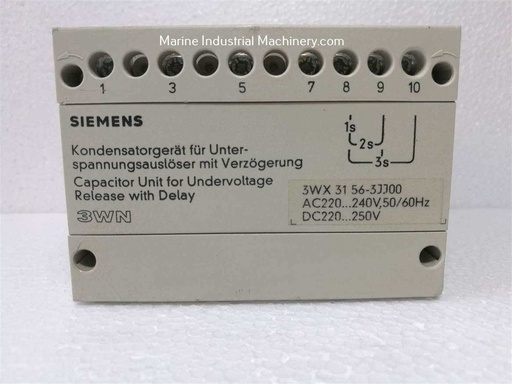 Marine Industrial Machinery.com
1 3 5 7 8 9 10
SIEMENS
Kondensatorgerät für Unter-
spannungsauslöser mit Verzögerung
Capacitor Unit for Undervoltage
Release with Delay
3WN
1s
2s
3s
3WX 31 56-3JJ00
AC220...240V,50/60Hz
DC220...250V